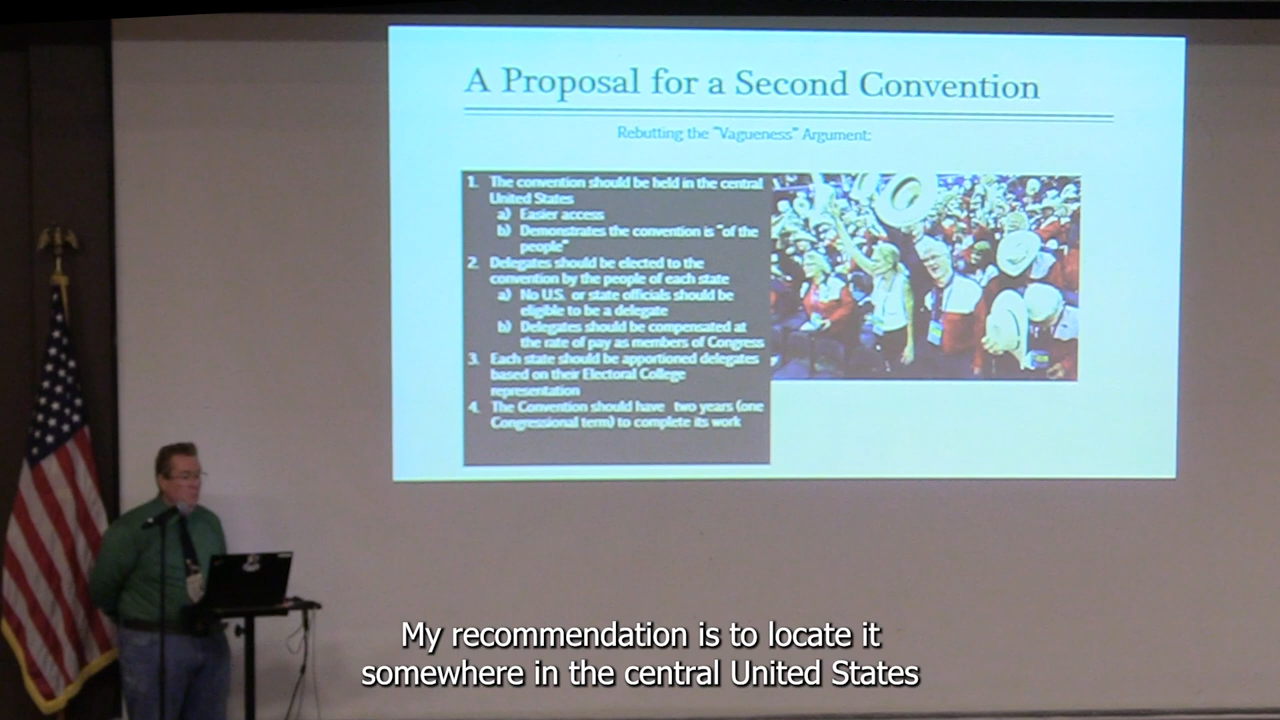 A Proposal for a Second Convention
Rebutting the "Vagueness" Argument:
1. The convention should be held in the central
United States
a) Easier access
b) Demonstrates the convention is "of the
people"
2. Delegates should be elected to the
convention by the people of each state
a) No U.S. or state officials should be
eligible to be a delegate
b) Delegates should be compensated at
the rate of pay as members of Congress
3. Each state should be apportioned delegates
based on their Electoral College
representation
4. The Convention should have two years (one
Congressional term) to complete its work
My recommendation is to locate it
somewhere in the central United States